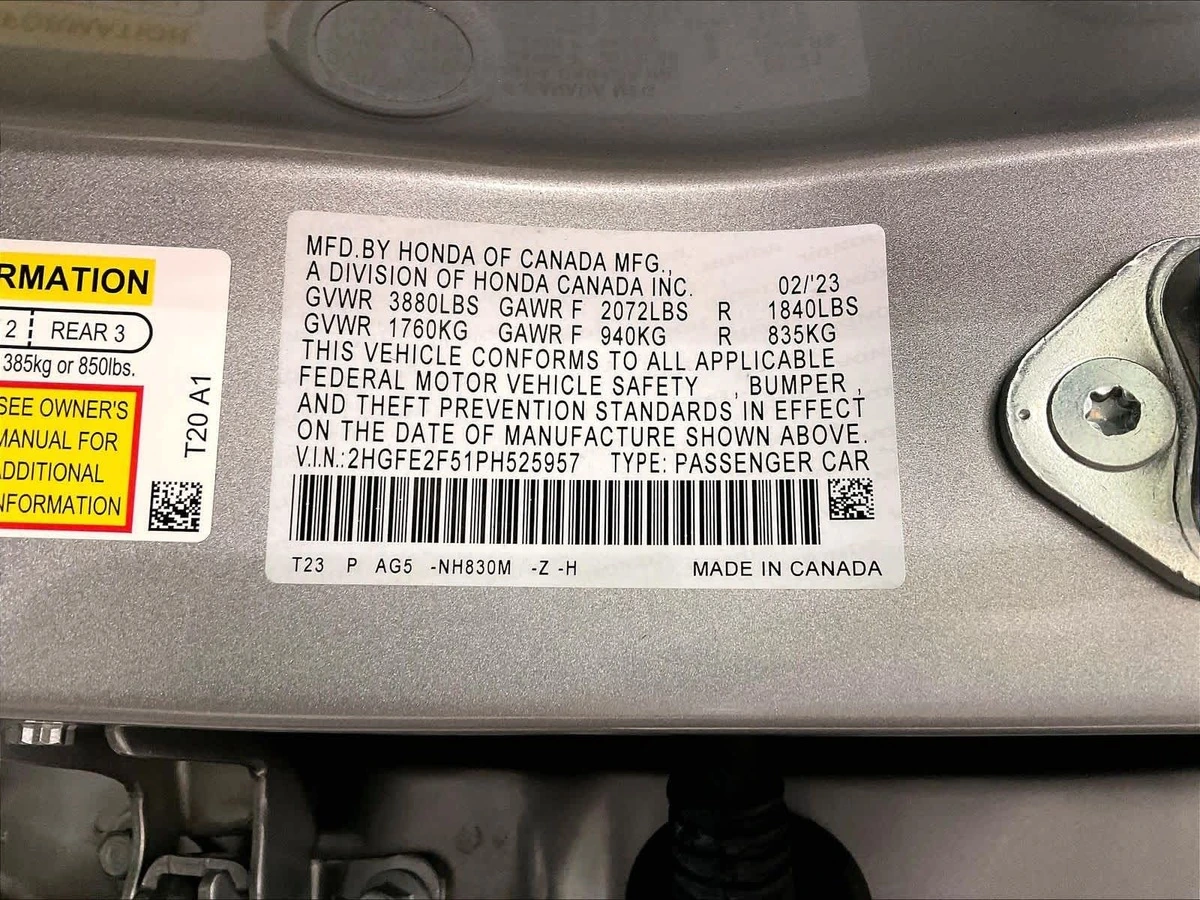 RMATION
2 REAR 3
385kg or 850lbs.
SEE OWNER'S
MANUAL FOR
ADDITIONAL
INFORMATION
T20 A1
MFD.BY HONDA OF CANADA MFG.,
A DIVISION OF HONDA CANADA INC. 02/'23
GVWR 3880LBS GAWR F 2072LBS R 1840LBS
GVWR 1760KG GAWR F 940KG R 835KG
THIS VEHICLE CONFORMS TO ALL APPLICABLE
FEDERAL MOTOR VEHICLE SAFETY , BUMPER ,
AND THEFT PREVENTION STANDARDS IN EFFECT
ON THE DATE OF MANUFACTURE SHOWN ABOVE.
V.I.N.:2HGFE2F51PH525957 TYPE: PASSENGER CAR
T23 P AG5 -NH830M -Z -H MADE IN CANADA